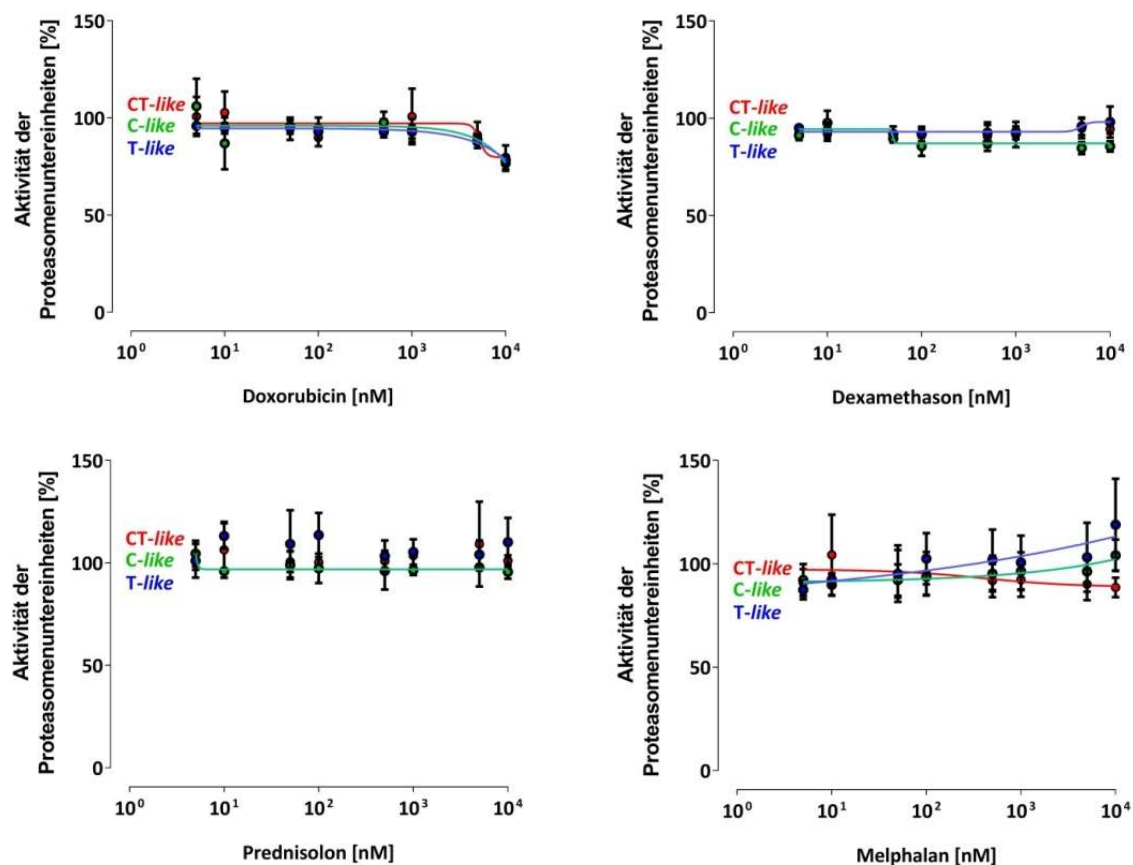 150
100
50
0
Aktivität der
Proteasomenuntereinheiten [%]
CT-like
C-like
T-like
10⁰ 10¹ 10² 10³ 10⁴
Doxorubicin [nM]
150
100
50
0
Aktivität der
Proteasomenuntereinheiten [%]
CT-like
C-like
T-like
10⁰ 10¹ 10² 10³ 10⁴
Dexamethason [nM]
150
100
50
0
Aktivität der
Proteasomenuntereinheiten [%]
CT-like
C-like
T-like
10⁰ 10¹ 10² 10³ 10⁴
Prednisolon [nM]
150
100
50
0
Aktivität der
Proteasomenuntereinheiten [%]
CT-like
C-like
T-like
10⁰ 10¹ 10² 10³ 10⁴
Melphalan [nM]